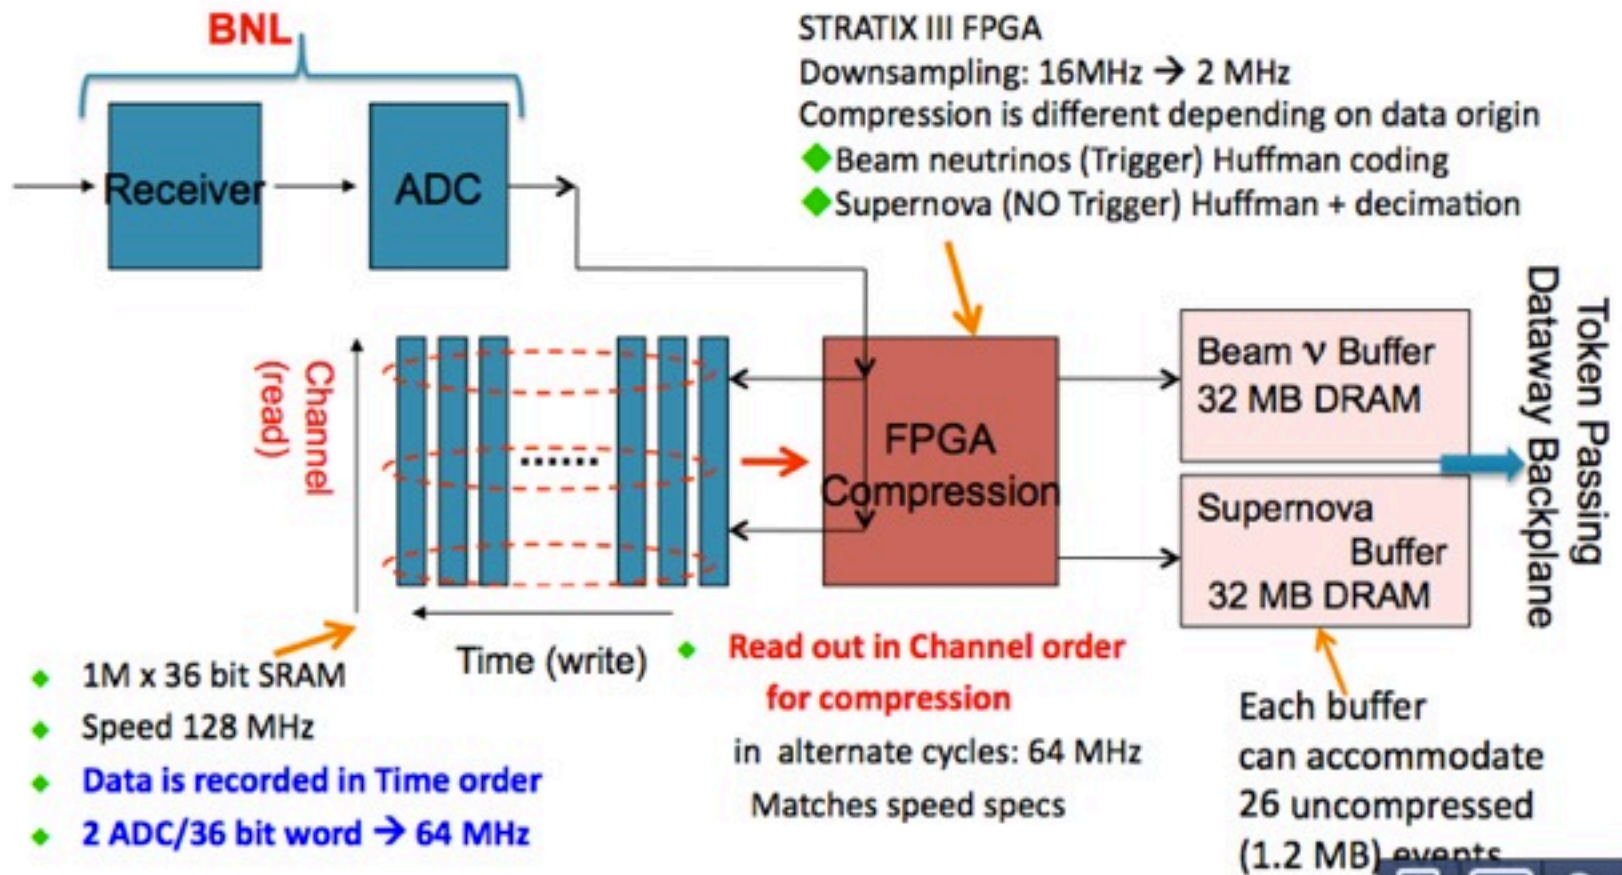 BNL
Receiver
ADC
STRATIX III FPGA
Downsampling: 16MHz → 2 MHz
Compression is different depending on data origin
Beam neutrinos (Trigger) Huffman coding
Supernova (NO Trigger) Huffman + decimation
Channel
(read)
......
Time (write)
FPGA
Compression
Beam ν Buffer
32 MB DRAM
Supernova
Buffer
32 MB DRAM
Token Passing
Dataway Backplane
1M x 36 bit SRAM
Speed 128 MHz
Data is recorded in Time order
2 ADC/36 bit word → 64 MHz
Read out in Channel order
for compression
in alternate cycles: 64 MHz
Matches speed specs
Each buffer
can accommodate
26 uncompressed
(1.2 MB) events